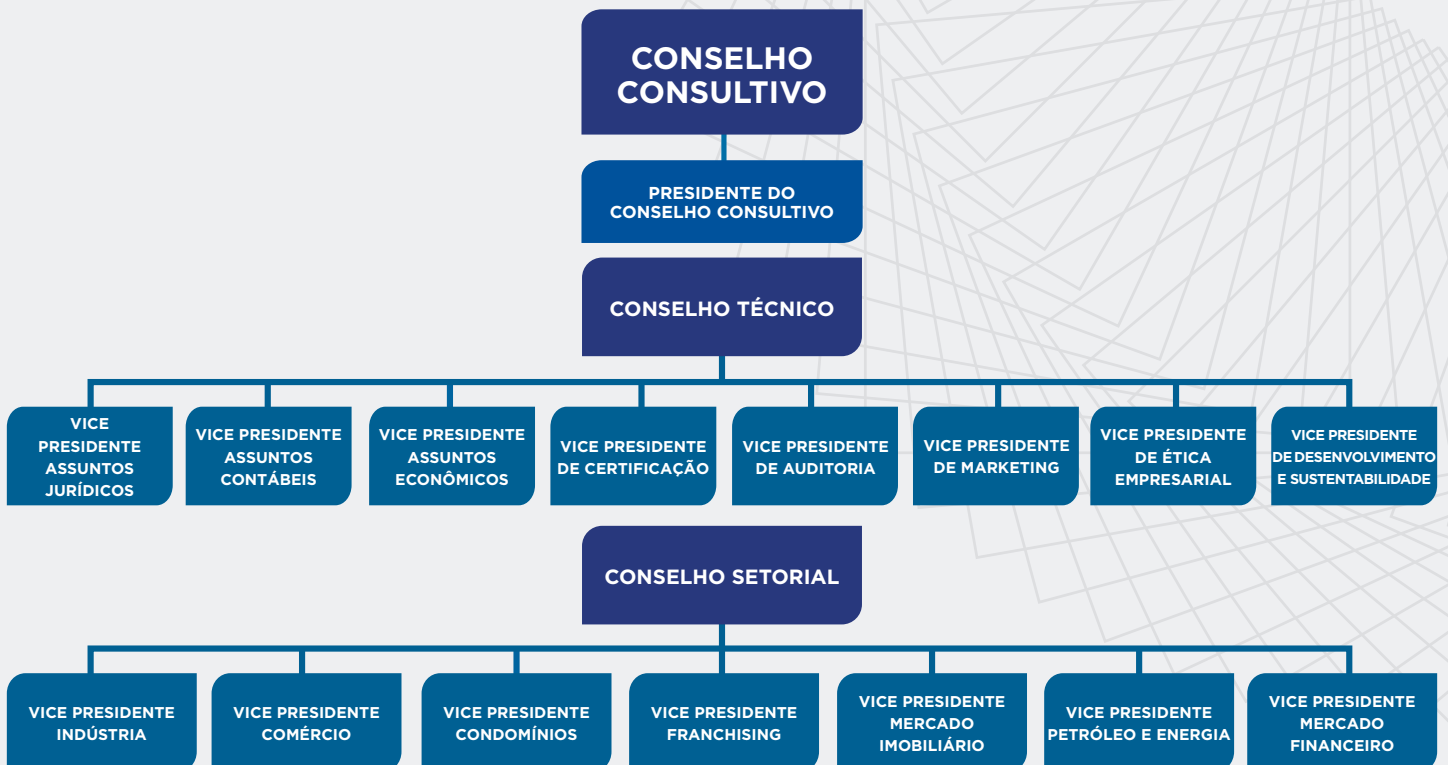 CONSELHO
CONSULTIVO
PRESIDENTE DO
CONSELHO CONSULTIVO
CONSELHO TÉCNICO
VICE
PRESIDENTE
ASSUNTOS
JURÍDICOS
VICE PRESIDENTE
ASSUNTOS
CONTÁBEIS
VICE PRESIDENTE
ASSUNTOS
ECONÔMICOS
VICE PRESIDENTE
DE CERTIFICAÇÃO
VICE PRESIDENTE
DE AUDITORIA
VICE PRESIDENTE
DE MARKETING
VICE PRESIDENTE
DE ÉTICA
EMPRESARIAL
VICE PRESIDENTE
DE DESENVOLVIMENTO
E SUSTENTABILIDADE
CONSELHO SETORIAL
VICE PRESIDENTE
INDÚSTRIA
VICE PRESIDENTE
COMÉRCIO
VICE PRESIDENTE
CONDOMÍNIOS
VICE PRESIDENTE
FRANCHISING
VICE PRESIDENTE
MERCADO
IMOBILIÁRIO
VICE PRESIDENTE
PETRÓLEO E ENERGIA
VICE PRESIDENTE
MERCADO
FINANCEIRO